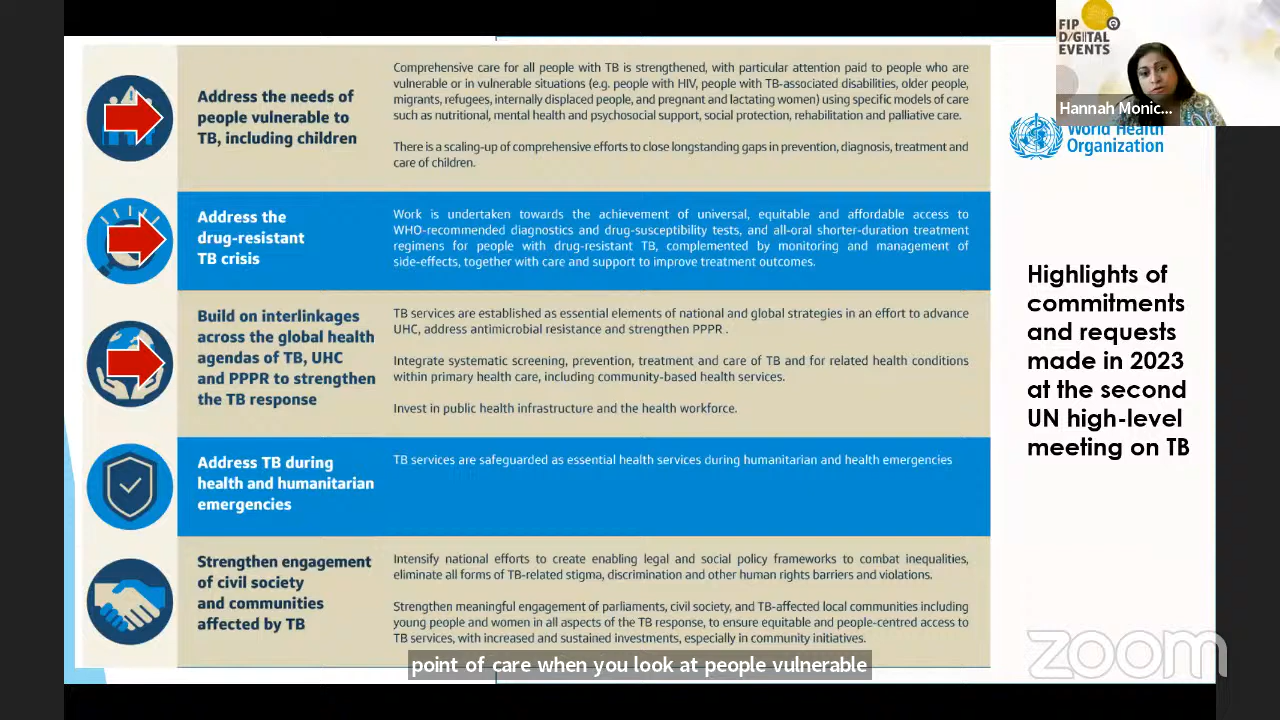 Address the needs of
people vulnerable to
TB, including children
Comprehensive care for all people with TB is strengthened, with particular attention paid to people who are
vulnerable or in vulnerable situations (e.g. people with HIV, people with TB-associated disabilities, older people,
migrants, refugees, internally displaced people, and pregnant and lactating women) using specific models of care
such as nutritional, mental health and psychosocial support, social protection, rehabilitation and palliative care.
There is a scaling-up of comprehensive efforts to close longstanding gaps in prevention, diagnosis, treatment and
care of children.
Address the
drug-resistant
TB crisis
Work is undertaken towards the achievement of universal, equitable and affordable access to
WHO-recommended diagnostics and drug-susceptibility tests, and all-oral shorter-duration treatment
regimens for people with drug-resistant TB, complemented by monitoring and management of
side-effects, together with care and support to improve treatment outcomes.
Build on interlinkages
across the global health
agendas of TB, UHC
and PPPR to strengthen
the TB response
TB services are established as essential elements of national and global strategies in an effort to advance
UHC, address antimicrobial resistance and strengthen PPPR .
Integrate systematic screening, prevention, treatment and care of TB and for related health conditions
within primary health care, including community-based health services.
Invest in public health infrastructure and the health workforce.
Address TB during
health and humanitarian
emergencies
TB services are safeguarded as essential health services during humanitarian and health emergencies
Strengthen engagement
of civil society
and communities
affected by TB
Intensify national efforts to create enabling legal and social policy frameworks to combat inequalities,
eliminate all forms of TB-related stigma, discrimination and other human rights barriers and violations.
Strengthen meaningful engagement of parliaments, civil society, and TB-affected local communities including
young people and women in all aspects of the TB response, to ensure equitable and people-centred access to
TB services, with increased and sustained investments, especially in community initiatives.
point of care when you look at people vulnerable
FIP
DIGITAL
EVENTS
Hannah Monic...
World Health
Organization
Highlights of
commitments
and requests
made in 2023
at the second
UN high-level
meeting on TB
zoom